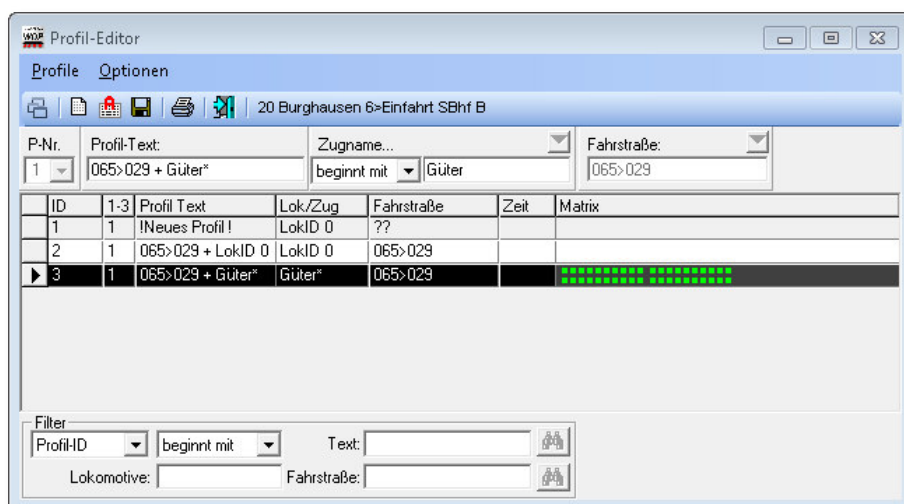 WDP Profil-Editor
Profile Optionen
20 Burghausen 6>Einfahrt SBhf B
P-Nr. Profil-Text: Zugname... Fahrstraße:
1 065>029 + Güter* beginnt mit Güter 065>029
ID 1-3 Profil Text Lok./Zug Fahrstraße Zeit Matrix
1 1 !Neues Profil ! LokID 0 ??
2 1 065>029 + LokID 0 LokID 0 065>029
3 1 065>029 + Güter* Güter* 065>029
Filter
Profil-ID beginnt mit Text:
Lokomotive: Fahrstraße: